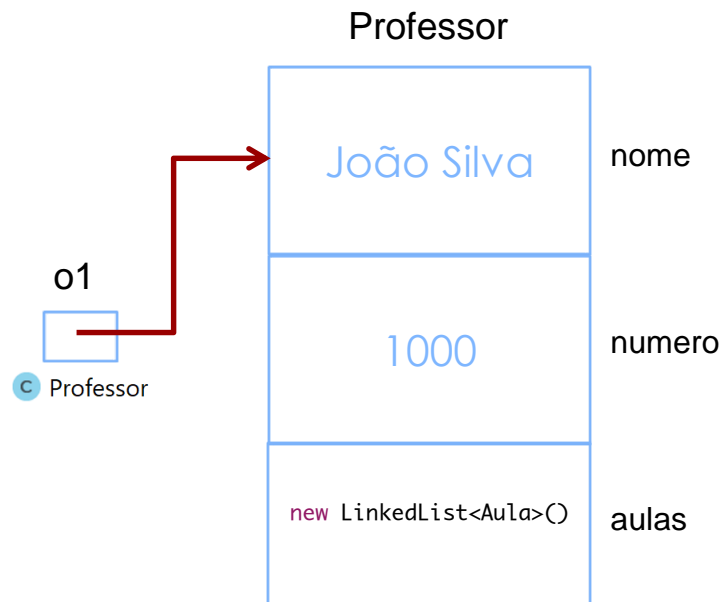 Professor
João Silva
nome
o1
1000
numero
C Professor
new LinkedList<Aula>()
aulas